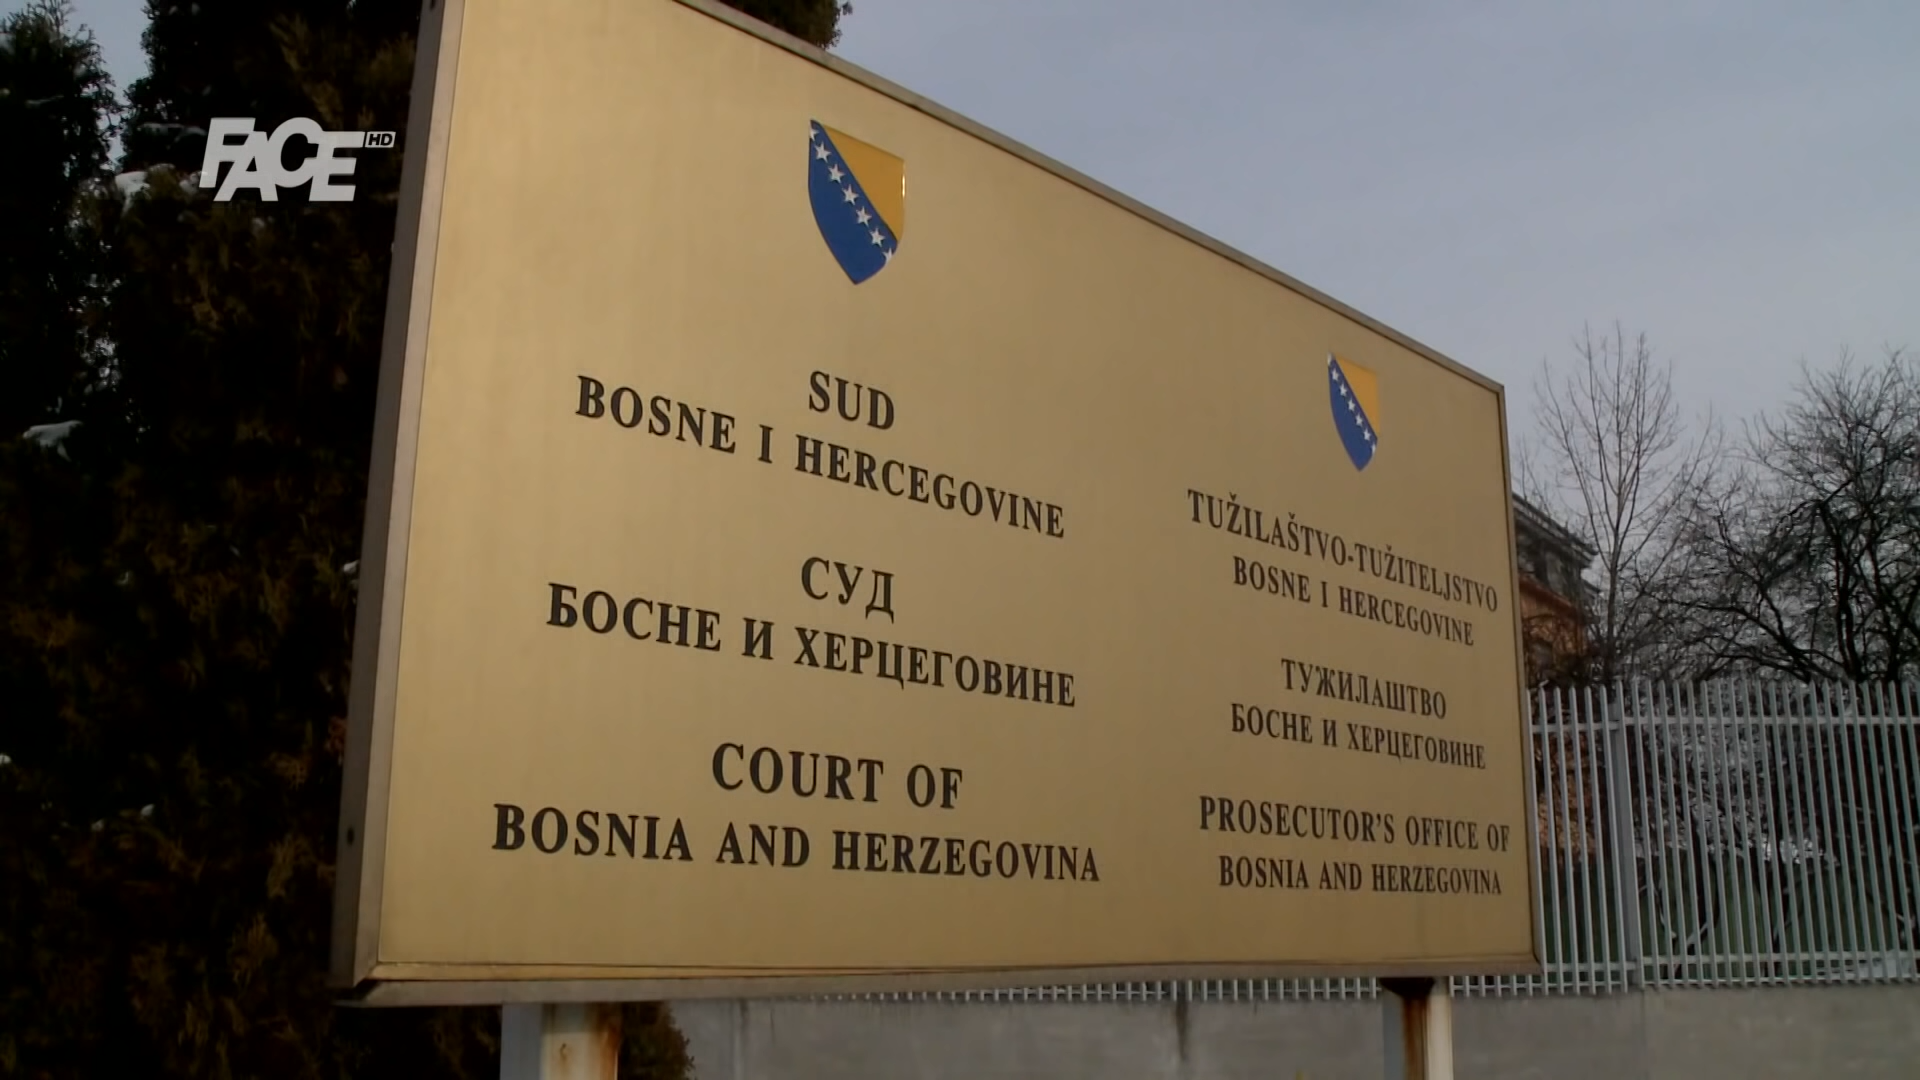 FACE HD
SUD
BOSNE I HERCEGOVINE
СУД
БОСНЕ И ХЕРЦЕГОВИНЕ
COURT OF
BOSNIA AND HERZEGOVINA
TUŽILAŠTVO-TUŽITELJSTVO
BOSNE I HERCEGOVINE
ТУЖИЛАШТВО
БОСНЕ И ХЕРЦЕГОВИНЕ
PROSECUTOR'S OFFICE OF
BOSNIA AND HERZEGOVINA